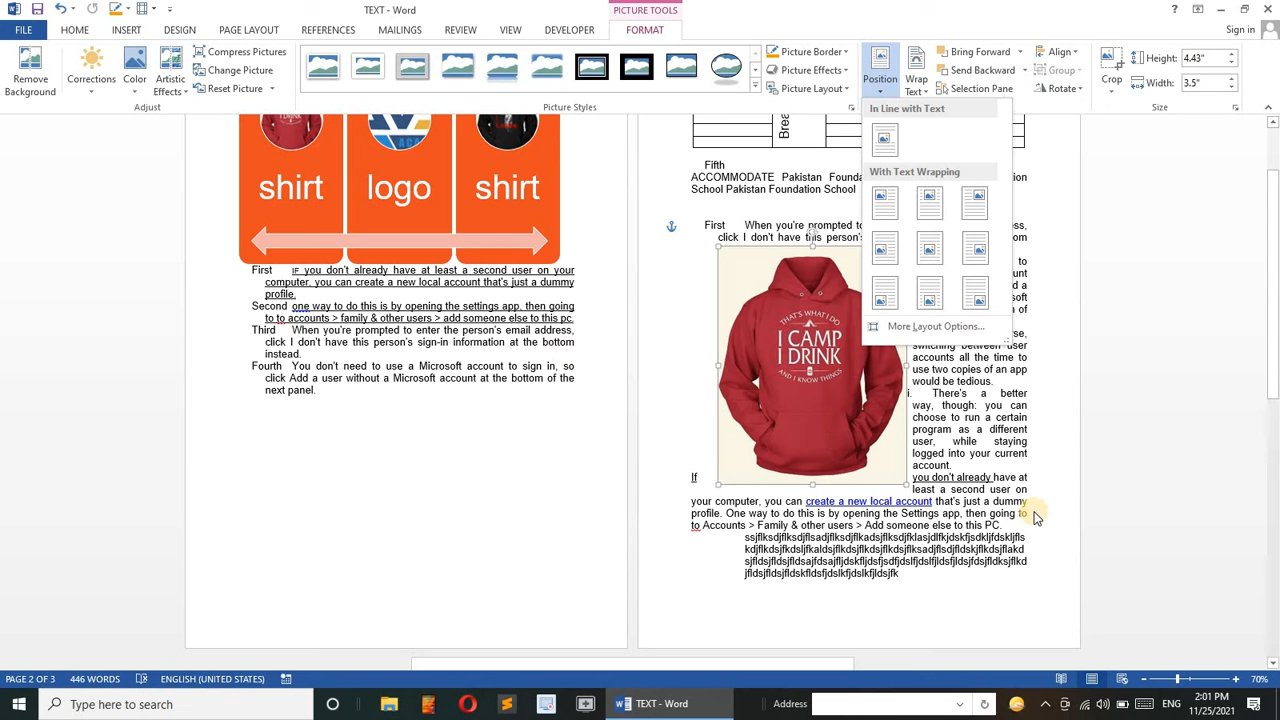 TEXT - Word
PICTURE TOOLS
?
FILE
HOME
INSERT
DESIGN
PAGE LAYOUT
REFERENCES
MAILINGS
REVIEW
VIEW
DEVELOPER
FORMAT
Sign in
Remove Background
Corrections
Color
Artistic Effects
Compress Pictures
Change Picture
Reset Picture
Adjust
Picture Styles
Picture Border
Picture Effects
Picture Layout
Position
Wrap Text
Bring Forward
Send Backward
Selection Pane
Align
Group
Rotate
Crop
Height: 4.43"
Width: 3.5"
Size
In Line with Text
With Text Wrapping
More Layout Options...
shirt
logo
shirt
First IF you don't already have at least a second user on your
computer, you can create a new local account that's just a dummy
profile.
Second one way to do this is by opening the settings app, then going
to to accounts > family & other users > add someone else to this pc.
Third When you're prompted to enter the person's email address,
click I don't have this person's sign-in information at the bottom
instead.
Fourth You don't need to use a Microsoft account to sign in, so
click Add a user without a Microsoft account at the bottom of the
next panel.
Brea
Fifth
ACCOMMODATE Pakistan Founda
School Pakistan Foundation School
First When you're prompted to
click I don't have this person's
THAT'S WHAT I DO
I CAMP
I DRINK
AND I KNOW THINGS
switching between user
accounts all the time to
use two copies of an app
would be tedious.
i. There's a better
way, though: you can
choose to run a certain
program as a different
user, while staying
logged into your current
account.
If you don't already have at
least a second user on
your computer, you can create a new local account that's just a dummy
profile. One way to do this is by opening the Settings app, then going to
to Accounts > Family & other users > Add someone else to this PC.
PAGE 2 OF 3
446 WORDS
ENGLISH (UNITED STATES)
70%
Type here to search
TEXT - Word
Address
ENG
2:01 PM
11/25/2021